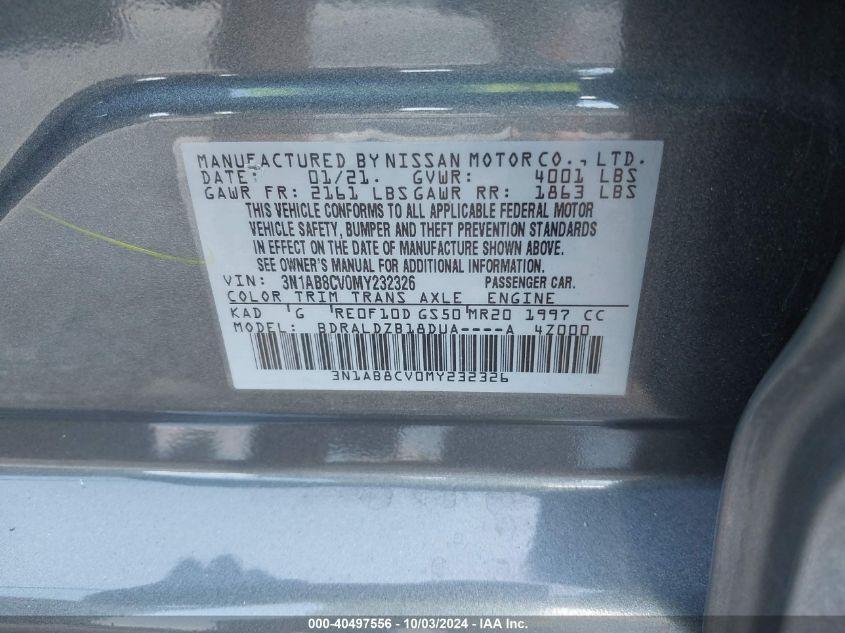 MANUFACTURED BY NISSAN MOTOR CO., LTD.
DATE: 01/21. GVWR: 4001 LBS
GAWR FR: 2161 LBS GAWR RR: 1863 LBS
THIS VEHICLE CONFORMS TO ALL APPLICABLE FEDERAL MOTOR
VEHICLE SAFETY, BUMPER AND THEFT PREVENTION STANDARDS
IN EFFECT ON THE DATE OF MANUFACTURE SHOWN ABOVE.
SEE OWNER'S MANUAL FOR ADDITIONAL INFORMATION.
VIN: 3N1AB8CV0MY232326 PASSENGER CAR.
COLOR TRIM TRANS AXLE ENGINE
KAD 'G 'RE0F10D GS50 MR20 1997 CC
MODEL: BDRALDZB18DUA----A 4Z000
3N1AB8CV0MY232326
000-40497556 - 10/03/2024 - IAA Inc.